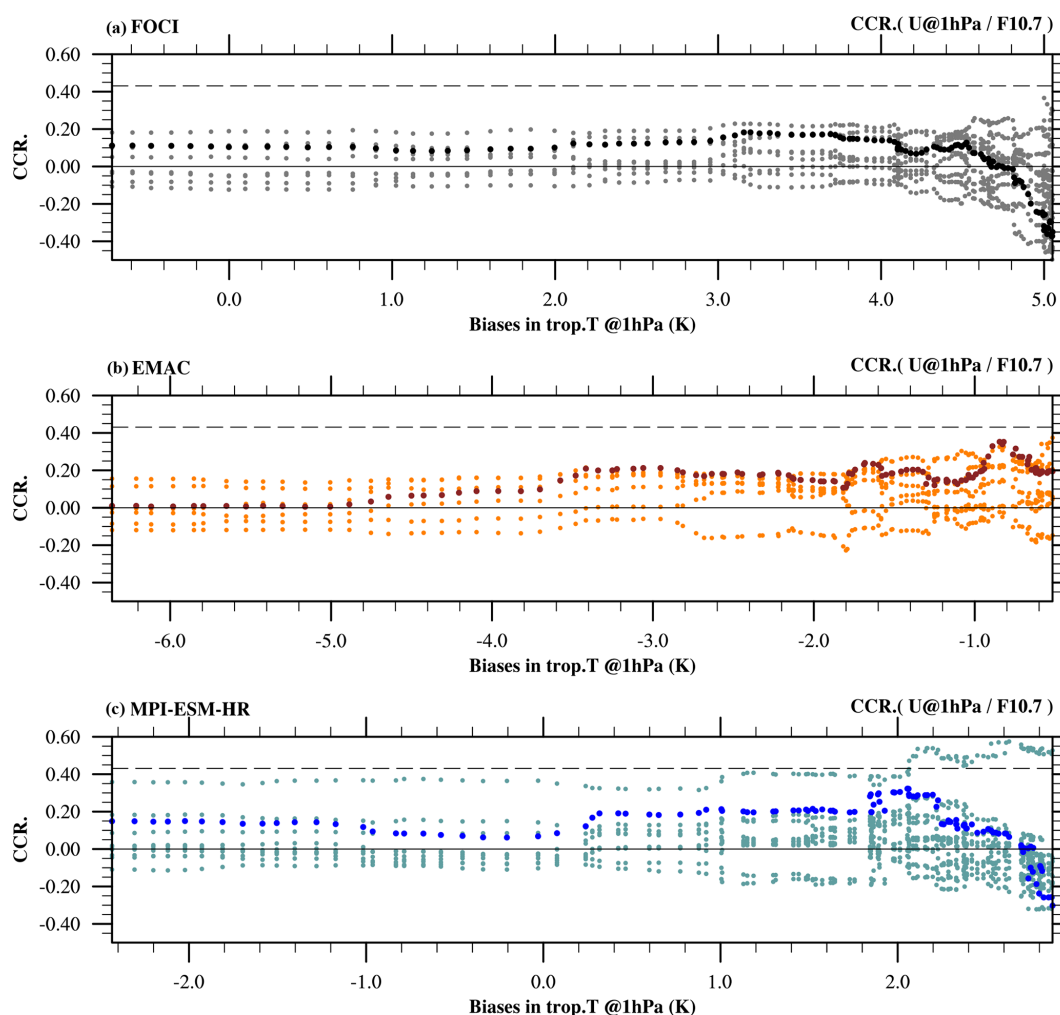 (a) FOCI CCR.( U@1hPa / F10.7 )
0.60
0.40
0.20
0.00
-0.20
-0.40
CCR.
0.0 1.0 2.0 3.0 4.0 5.0
Biases in trop.T @1hPa (K)
(b) EMAC CCR.( U@1hPa / F10.7 )
0.60
0.40
0.20
0.00
-0.20
-0.40
CCR.
-6.0 -5.0 -4.0 -3.0 -2.0 -1.0
Biases in trop.T @1hPa (K)
(c) MPI-ESM-HR CCR.( U@1hPa / F10.7 )
0.60
0.40
0.20
0.00
-0.20
-0.40
CCR.
-2.0 -1.0 0.0 1.0 2.0
Biases in trop.T @1hPa (K)